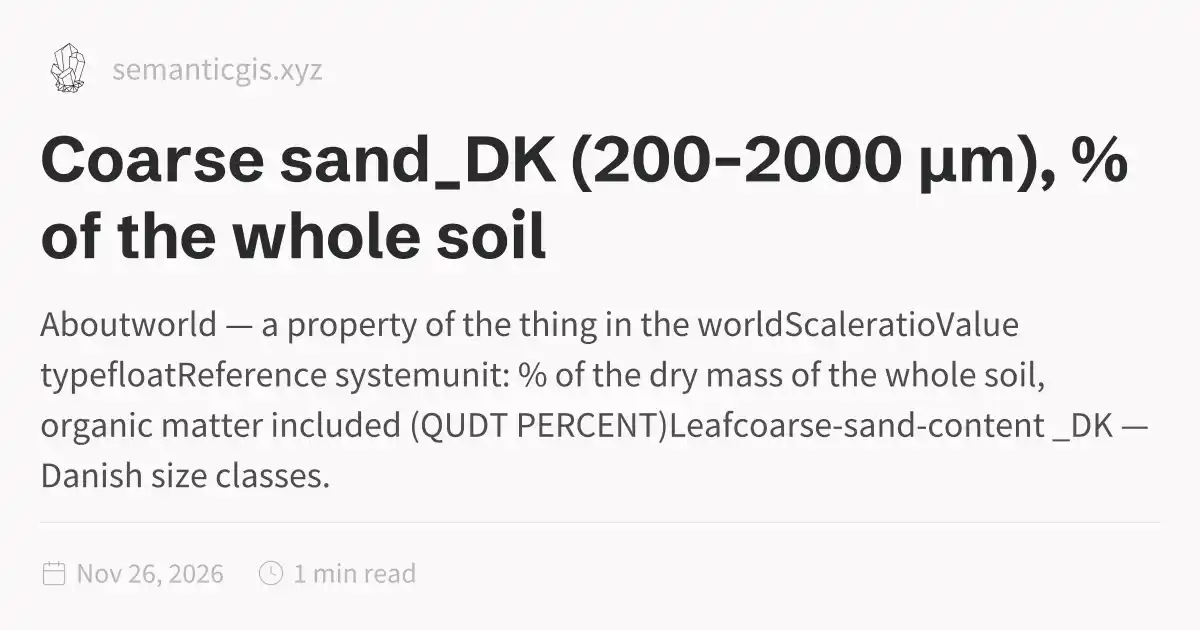 semanticgis.xyz
Coarse sand_DK (200–2000 µm), %
of the whole soil
Aboutworld — a property of the thing in the worldScaleratioValue
typefloatReference systemunit: % of the dry mass of the whole soil,
organic matter included (QUDT PERCENT)Leafcoarse-sand-content _DK —
Danish size classes.
Nov 26, 2026 1 min read